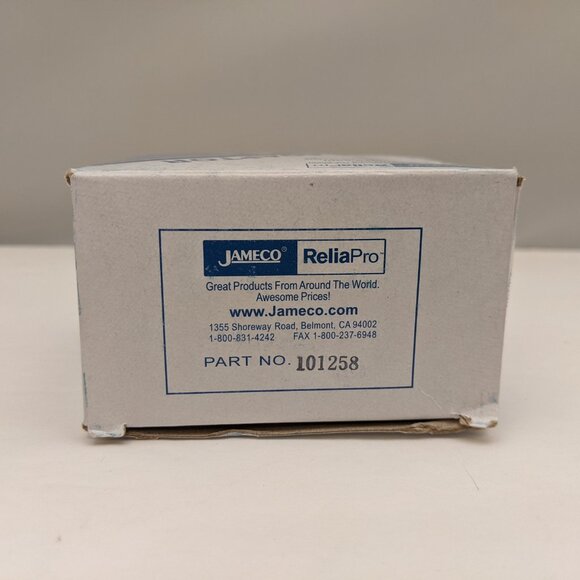 JAMECO® ReliaPro™
Great Products From Around The World.
Awesome Prices!
www.Jameco.com
1355 Shoreway Road, Belmont, CA 94002
1-800-831-4242 FAX 1-800-237-6948
PART NO. 101258